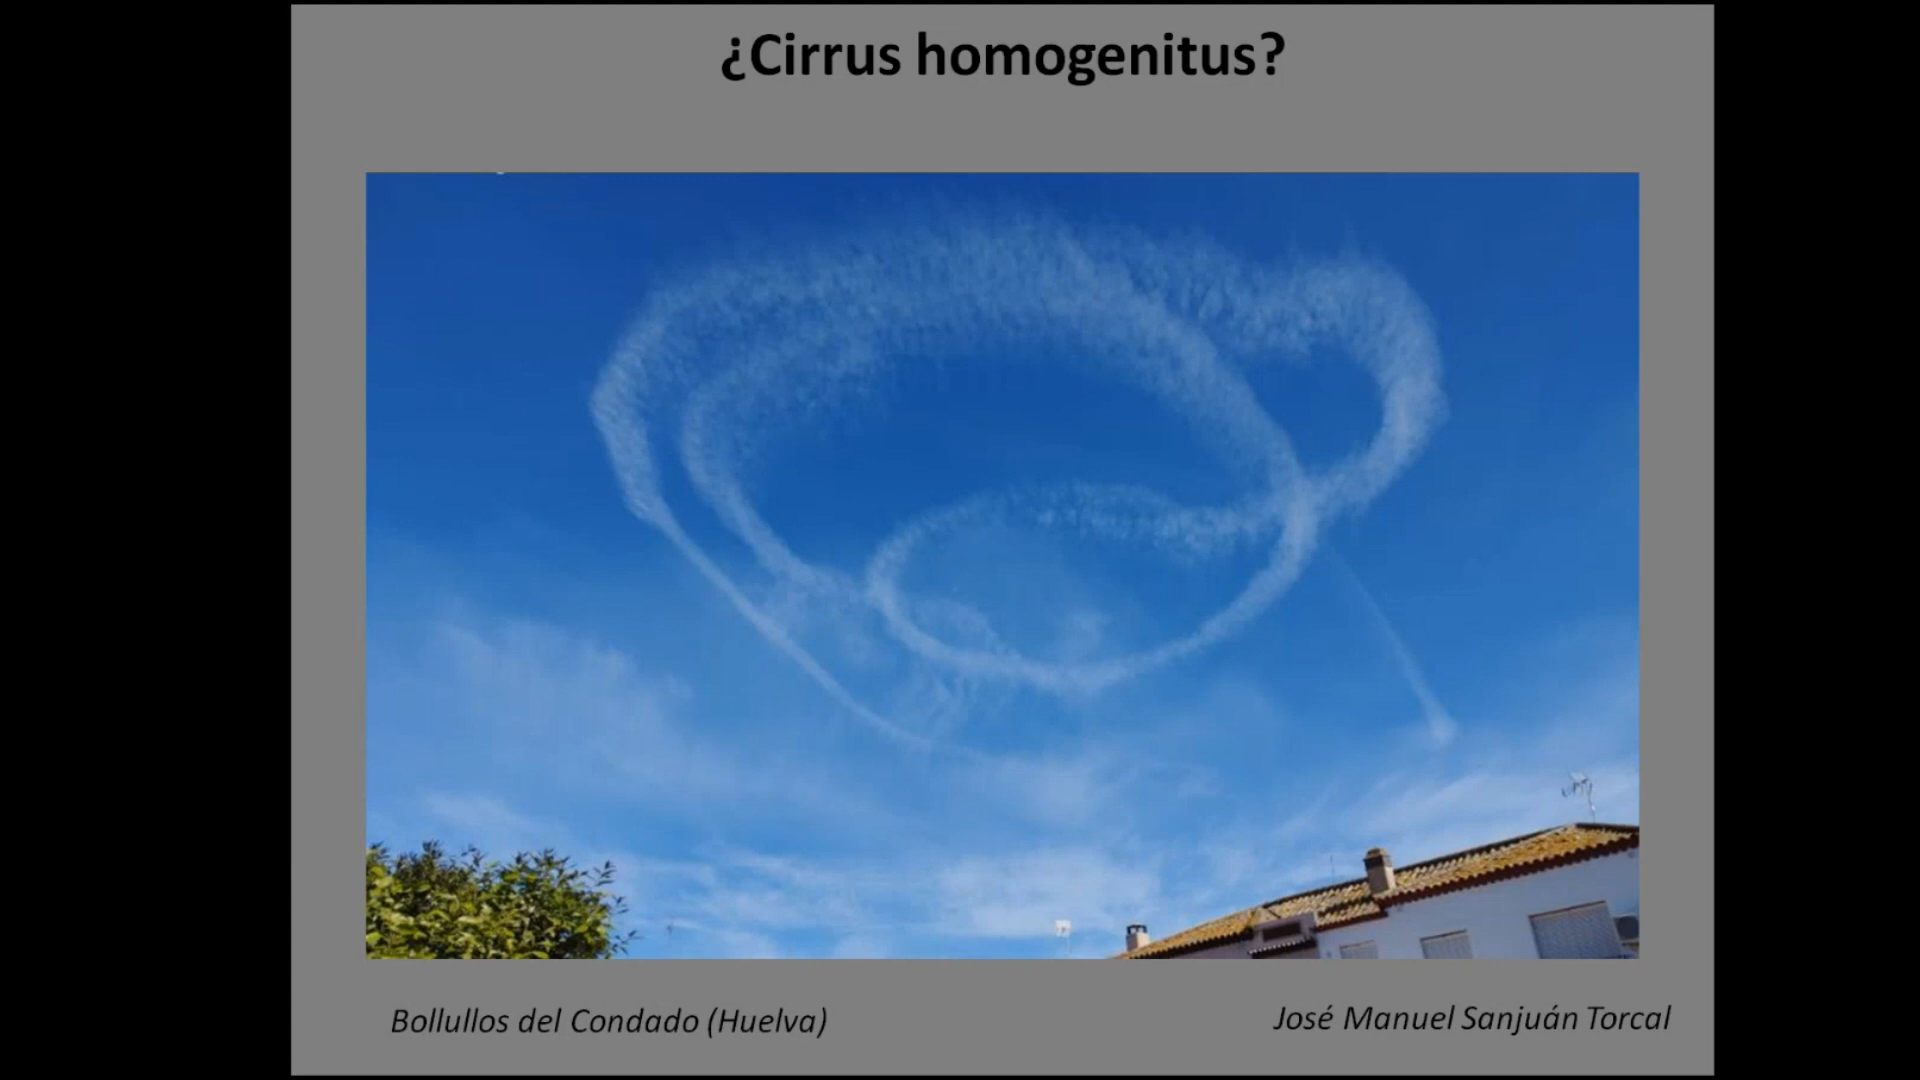 ¿Cirrus homogenitus?
Bollullos del Condado (Huelva)
José Manuel Sanjuán Torcal